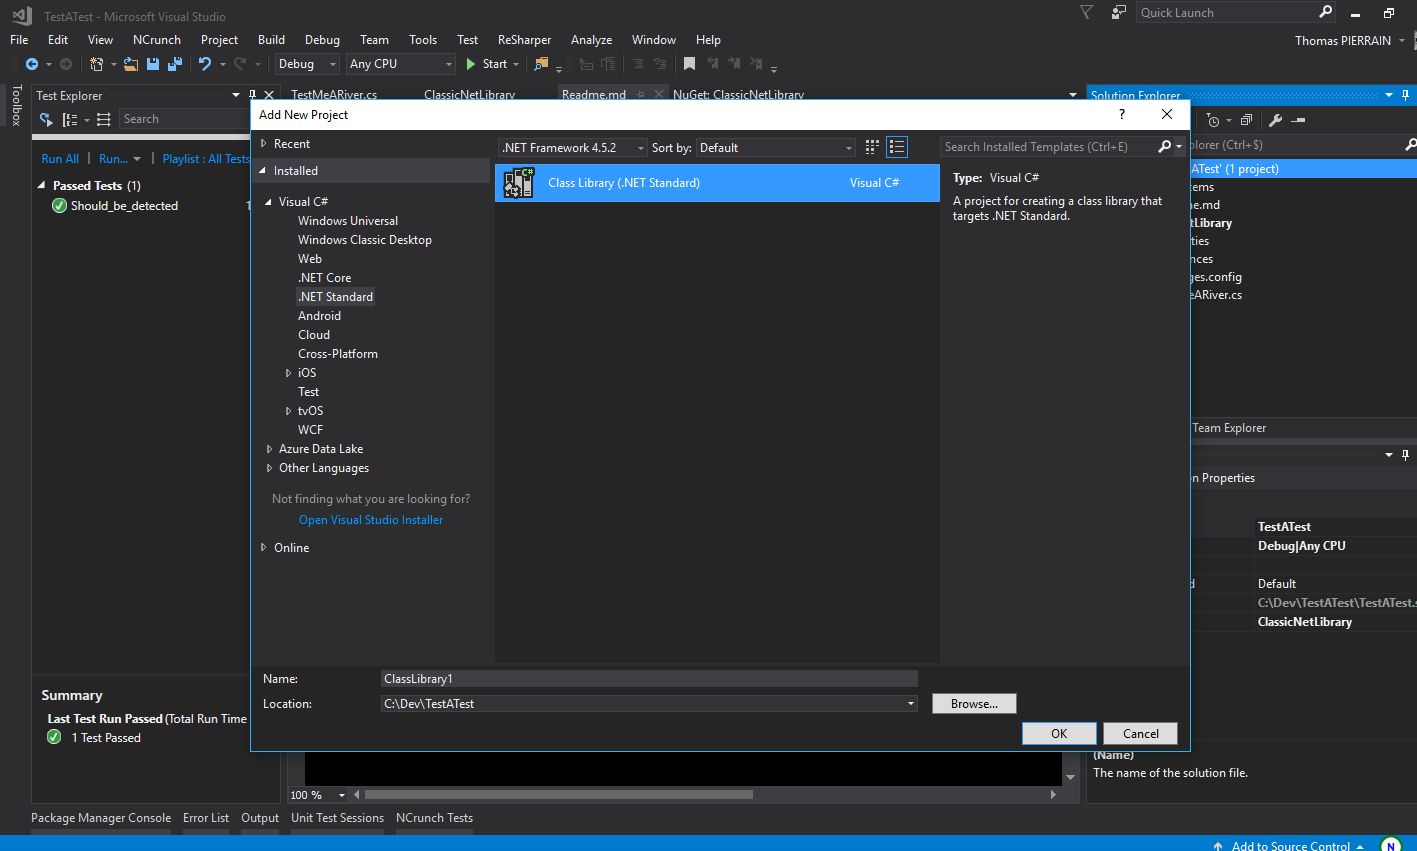 TestATest - Microsoft Visual Studio
Quick Launch
File Edit View NCrunch Project Build Debug Team Tools Test ReSharper Analyze Window Help
Thomas PIERRAIN
Debug Any CPU Start
Toolbox
Test Explorer
TestMeARiver.cs ClassicNetLibrary Readme.md NuGet: ClassicNetLibrary
Solution Explorer
Search
Run All Run... Playlist : All Tests
Passed Tests (1)
Should_be_detected 1
Summary
Last Test Run Passed (Total Run Time
1 Test Passed
Add New Project
?
Recent
Installed
Visual C#
Windows Universal
Windows Classic Desktop
Web
.NET Core
.NET Standard
Android
Cloud
Cross-Platform
iOS
Test
tvOS
WCF
Azure Data Lake
Other Languages
Not finding what you are looking for?
Open Visual Studio Installer
Online
.NET Framework 4.5.2 Sort by: Default
Search Installed Templates (Ctrl+E)
C#
Class Library (.NET Standard) Visual C#
Type: Visual C#
A project for creating a class library that
targets .NET Standard.
Name: ClassLibrary1
Location: C:\Dev\TestATest
Browse...
OK Cancel
plorer (Ctrl+$)
ATest' (1 project)
tems
ne.md
tLibrary
ties
nces
ges.config
eARiver.cs
Team Explorer
n Properties
TestATest
Debug|Any CPU
d Default
C:\Dev\TestATest\TestATest.s
ClassicNetLibrary
(Name)
The name of the solution file.
100 %
Package Manager Console Error List Output Unit Test Sessions NCrunch Tests
Add to Source Control N